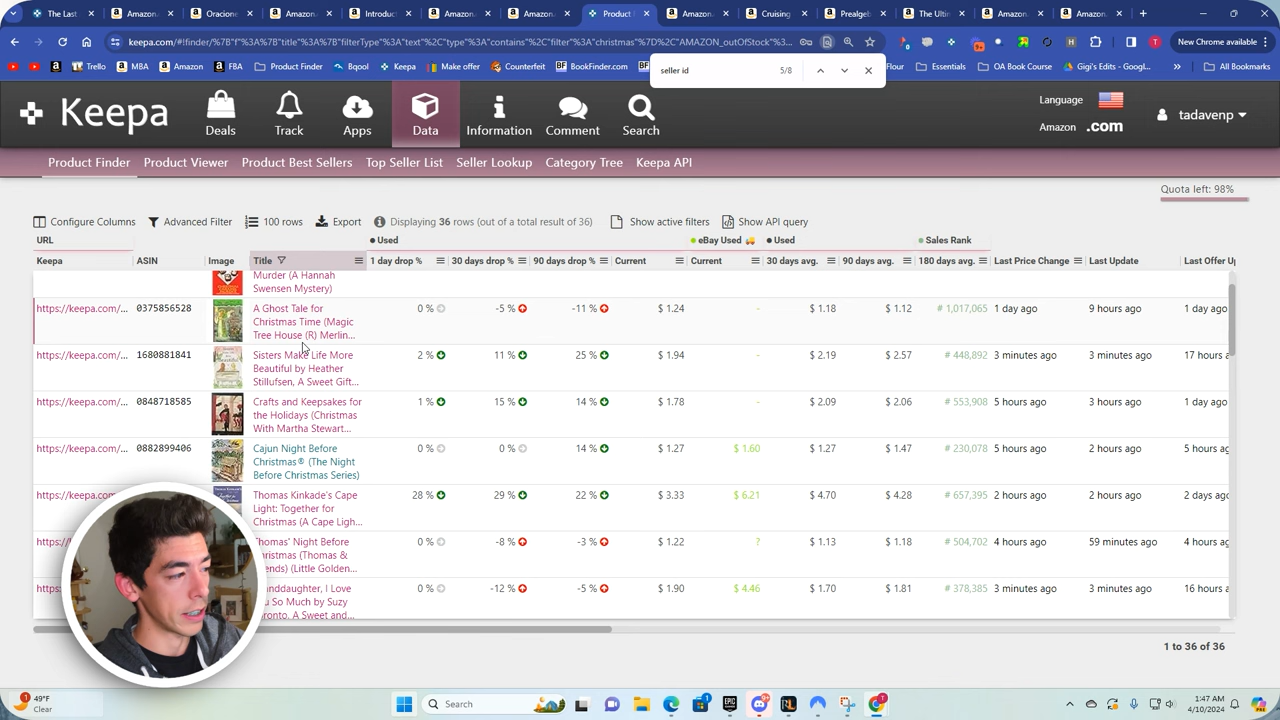 The Last
Amazon.
Oracione
Amazon.
Introduct
Amazon.
Amazon.
Product F
Amazon.
Cruising
Prealgeb
The Ultin
Amazon.
Amazon.
keepa.com/#!finder/%7B"f"%3A%7B"title"%3A%7B"filterType"%3A"text"%2C"type"%3A"contains"%2C"filter"%3A"christmas"%7D%2C"AMAZON_outOfStock"%...
New Chrome available
Trello
MBA
Amazon
FBA
Product Finder
Bqool
Keepa
Make offer
Counterfeit
BookFinder.com
Flour
Essentials
OA Book Course
Gigi's Edits - Googl...
All Bookmarks
seller id
5/8
Keepa
Deals
Track
Apps
Data
Information
Comment
Search
Language
Amazon .com
tadavenp
Product Finder
Product Viewer
Product Best Sellers
Top Seller List
Seller Lookup
Category Tree
Keepa API
Quota left: 98%
Configure Columns
Advanced Filter
100 rows
Export
Displaying 36 rows (out of a total result of 36)
Show active filters
Show API query
URL
Used
eBay Used
Used
Sales Rank
Keepa
ASIN
Image
Title
1 day drop %
30 days drop %
90 days drop %
Current
Current
30 days avg.
90 days avg.
180 days avg.
Last Price Change
Last Update
Last Offer Up
Murder (A Hannah
Swensen Mystery)
https://keepa.com/... 0375856528 A Ghost Tale for 0 % -5 % -11 % $ 1.24 - $ 1.18 $ 1.12 # 1,017,065 1 day ago 9 hours ago 1 day ago
Christmas Time (Magic
Tree House (R) Merlin...
https://keepa.com/... 1680881841 Sisters Make Life More 2 % 11 % 25 % $ 1.94 - $ 2.19 $ 2.57 # 448,892 3 minutes ago 3 minutes ago 17 hours a
Beautiful by Heather
Stillufsen, A Sweet Gift...
https://keepa.com/... 0848718585 Crafts and Keepsakes for 1 % 15 % 14 % $ 1.78 - $ 2.09 $ 2.06 # 553,908 5 hours ago 3 hours ago 1 day ago
the Holidays (Christmas
With Martha Stewart...
https://keepa.com/... 0882899406 Cajun Night Before 0 % 0 % 14 % $ 1.27 $ 1.60 $ 1.27 $ 1.47 # 230,078 5 hours ago 5 hours ago 5 hours ag
Christmas® (The Night
Before Christmas Series)
https://keepa.com/... Thomas Kinkade's Cape 28 % 29 % 22 % $ 3.33 $ 6.21 $ 4.70 $ 4.28 # 657,395 2 hours ago 2 hours ago 2 days ago
Light: Together for
Christmas (A Cape Ligh...
Thomas' Night Before 0 % -8 % -3 % $ 1.22 ? $ 1.13 $ 1.18 # 504,702 4 hours ago 59 minutes ago 4 hours ag
Christmas (Thomas &
ends) (Little Golden
anddaughter, I Love 0 % -12 % -5 % $ 1.90 $ 4.46 $ 1.70 $ 1.81 # 378,385 3 minutes ago 3 minutes ago 16 hours a
u So Much by Suzy
oronto, A Sweet and...
1 to 36 of 36
49°F
Clear
Search
1:47 AM
4/10/2024